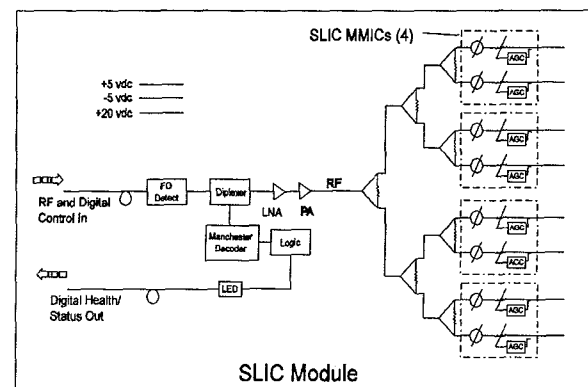 SLIC MMICs (4)
+5 vdc
-5 vdc
+20 vdc
AGC
AGC
AGC
AGC
AGC
AGC
AGC
AGC
RF and Digital
Control In
FO
Detect
Diplexer
LNA
PA
RF
Manchester
Decoder
Logic
LED
Digital Health/
Status Out
SLIC Module